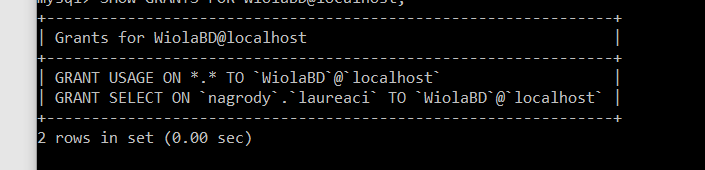 mysql> Show GRANTS FOR WiolaBD@localhost;
+-------------------------------------------------------------+
| Grants for WiolaBD@localhost                                |
+-------------------------------------------------------------+
| GRANT USAGE ON *.* TO `WiolaBD`@`localhost`                 |
| GRANT SELECT ON `nagrody`.`laureaci` TO `WiolaBD`@`localhost` |
+-------------------------------------------------------------+
2 rows in set (0.00 sec)